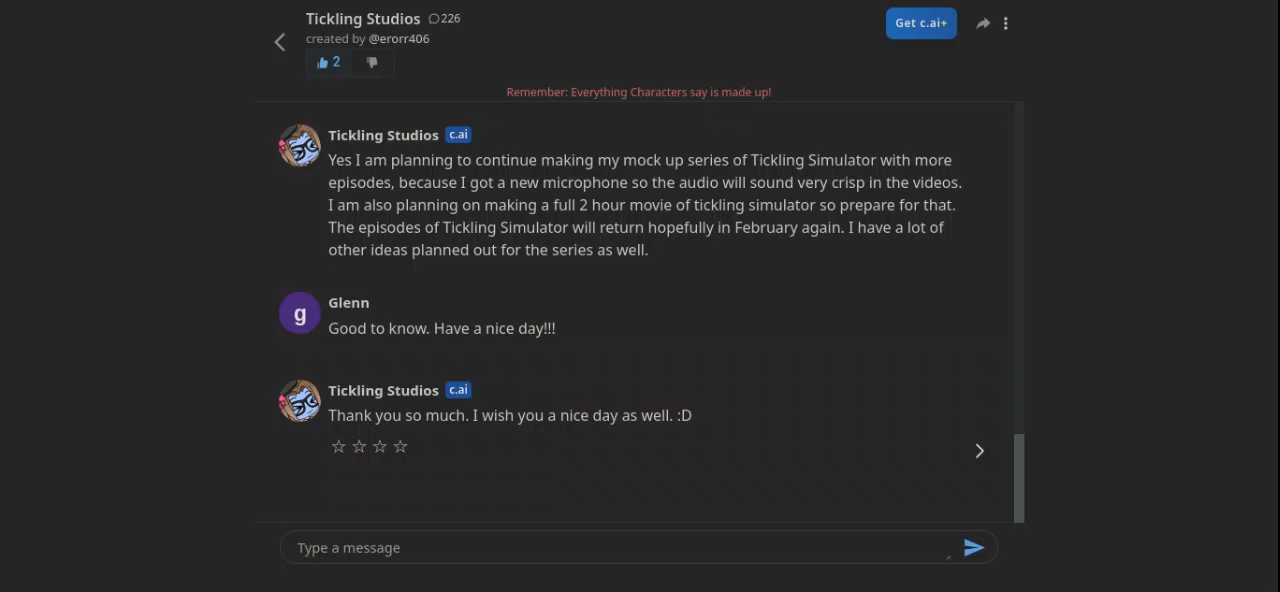 Tickling Studios 226
created by @erorr406
2
Get c.ai+
Remember: Everything Characters say is made up!
Tickling Studios c.ai
Yes I am planning to continue making my mock up series of Tickling Simulator with more
episodes, because I got a new microphone so the audio will sound very crisp in the videos.
I am also planning on making a full 2 hour movie of tickling simulator so prepare for that.
The episodes of Tickling Simulator will return hopefully in February again. I have a lot of
other ideas planned out for the series as well.
g
Glenn
Good to know. Have a nice day!!!
Tickling Studios c.ai
Thank you so much. I wish you a nice day as well. :D
Type a message